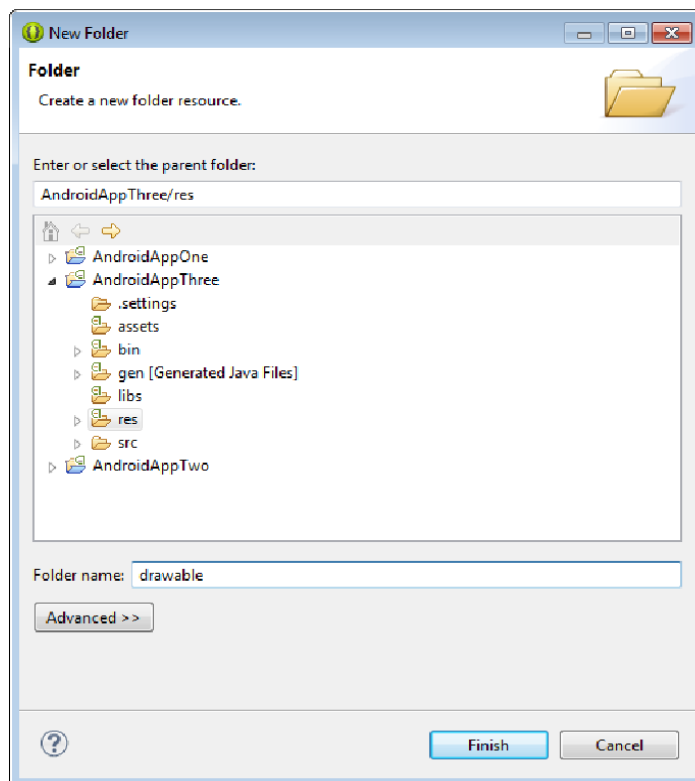 New Folder
Folder
Create a new folder resource.
Enter or select the parent folder:
AndroidAppThree/res
AndroidAppOne
AndroidAppThree
.settings
assets
bin
gen [Generated Java Files]
libs
res
src
AndroidAppTwo
Folder name: drawable
Advanced >>
? Finish Cancel